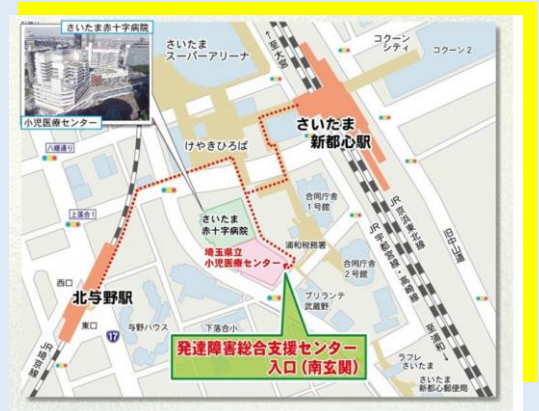 さいたま赤十字病院
小児医療センター
さいたま
スーパーアリーナ
↑至大宮
コクーン
シティ
コクーン2
さいたま
新都心駅
けやきひろば
八幡通り
上落合1
さいたま
赤十字病院
埼玉県立
小児医療センター
合同庁舎
1号館
浦和税務署
合同庁舎
2号館
JR京浜東北線
JR宇都宮線・高崎線
旧中山道
西口
北与野駅
東口
与野ハウス
17
下落合小
ブリランテ
武蔵野
至浦和↓
JR埼京線
発達障害総合支援センター
入口(南玄関)
ラフレ
さいたま
さいたま
新都心郵便局